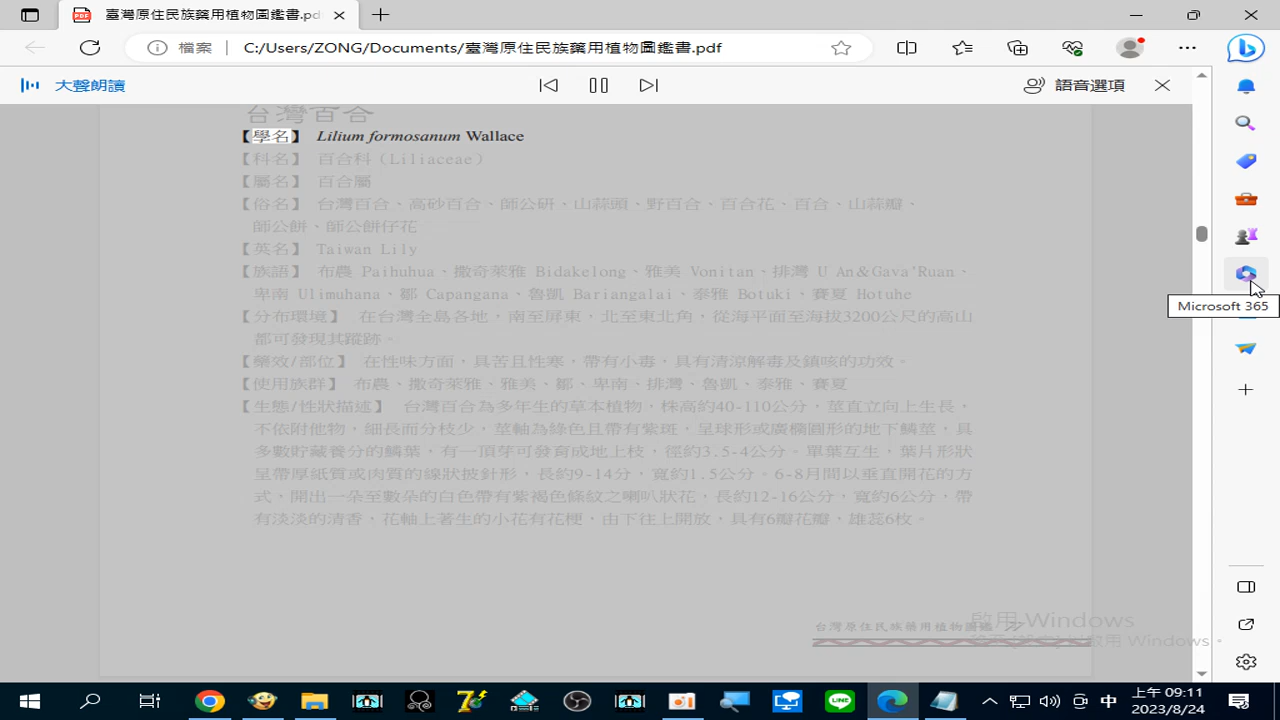 臺灣原住民族藥用植物圖鑑書.pd
檔案 C:/Users/ZONG/Documents/臺灣原住民族藥用植物圖鑑書.pdf
大聲朗讀
語音選項
台灣百合
【學名】 Lilium formosanum Wallace
【科名】 百合科（Liliaceae）
【屬名】 百合屬
【俗名】 台灣百合、高砂百合、師公研、山蒜頭、野百合、百合花、百合、山蒜瓣、
師公餅、師公餅仔花
【英名】 Taiwan Lily
【族語】 布農 Paihuhua、撒奇萊雅 Bidakelong、雅美 Vonitan、排灣 U An＆Gava'Ruan、
卑南 Ulimuhana、鄒 Capangana、魯凱 Bariangalai、泰雅 Botuki、賽夏 Hotuhe
【分布環境】 在台灣全島各地，南至屏東，北至東北角，從海平面至海拔3200公尺的高山
都可發現其蹤跡。
【藥效/部位】 在性味方面，具苦且性寒，帶有小毒，具有清涼解毒及鎮咳的功效。
【使用族群】 布農、撒奇萊雅、雅美、鄒、卑南、排灣、魯凱、泰雅、賽夏
【生態/性狀描述】 台灣百合為多年生的草本植物，株高約40-110公分，莖直立向上生長，
不依附他物，細長而分枝少，莖軸為綠色且帶有紫斑，呈球形或廣橢圓形的地下鱗莖，具
多數貯藏養分的鱗葉，有一頂芽可發育成地上枝，徑約3.5-4公分。單葉互生，葉片形狀
呈帶厚紙質或肉質的線狀披針形，長約9-14分，寬約1.5公分。6-8月間以垂直開花的方
式，開出一朵至數朵的白色帶有紫褐色條紋之喇叭狀花，長約12-16公分，寬約6公分，帶
有淡淡的清香，花軸上著生的小花有花梗，由下往上開放，具有6瓣花瓣，雄蕊6枚。
台灣原住民族藥用植物圖鑑 77
啟用 Windows
啟用 Windows。
Microsoft 365
中
上午 09:11
2023/8/24